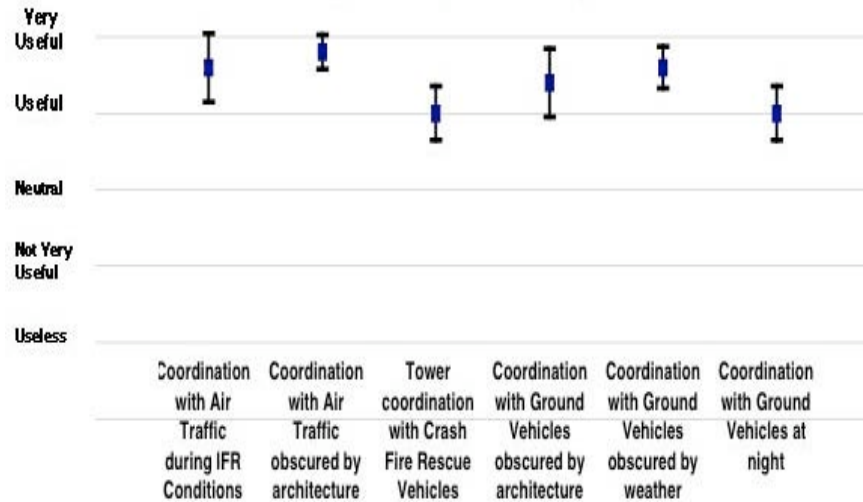 Yery
Useful
Useful
Neutral
Not Yery
Useful
Useless
Coordination
with Air
Traffic
during IFR
Conditions
Coordination
with Air
Traffic
obscured by
architecture
Tower
coordination
with Crash
Fire Rescue
Vehicles
Coordination
with Ground
Vehicles
obscured by
architecture
Coordination
with Ground
Vehicles
obscured by
weather
Coordination
with Ground
Vehicles at
night